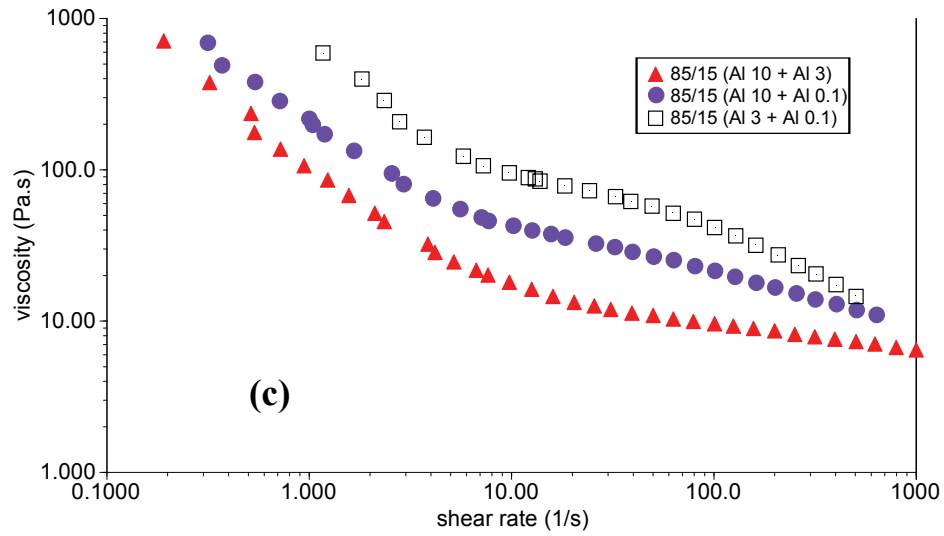 1000
100.0
10.00
1.000
viscosity (Pa.s)
85/15 (Al 10 + Al 3)
85/15 (Al 10 + Al 0.1)
85/15 (Al 3 + Al 0.1)
(c)
0.1000 1.000 10.00 100.0 1000
shear rate (1/s)